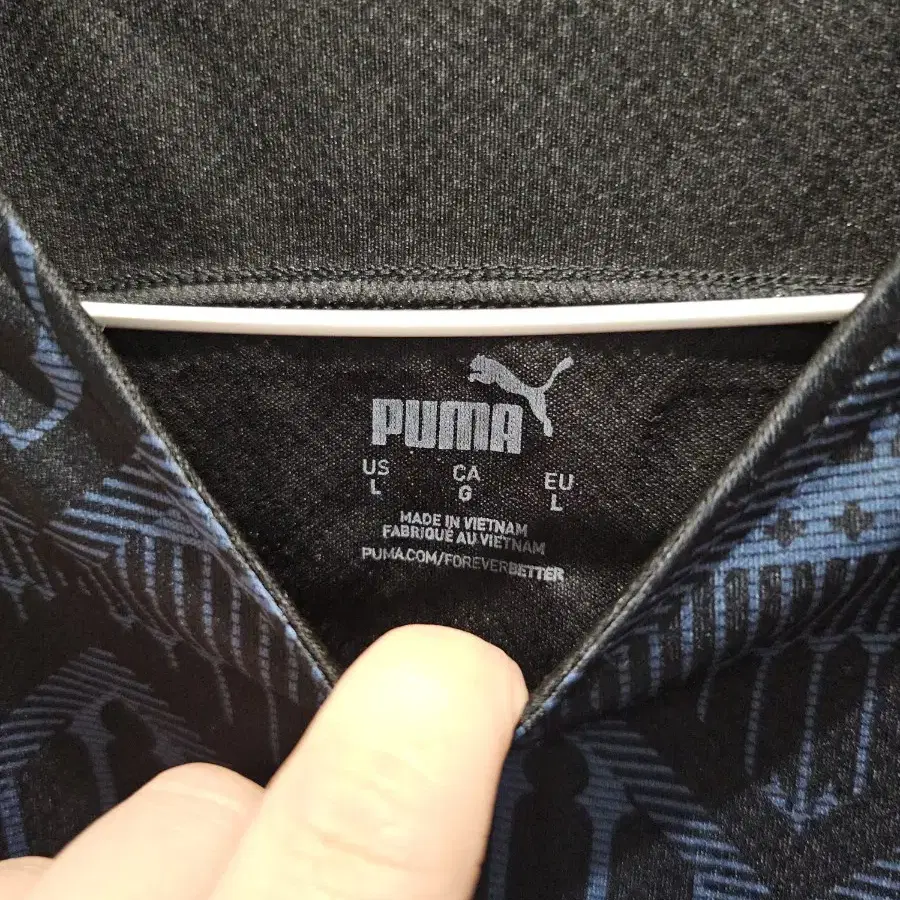 PUMA
US CA EU
L G L
MADE IN VIETNAM
FABRIQUÉ AU VIETNAM
PUMA.COM/FOREVERBETTER